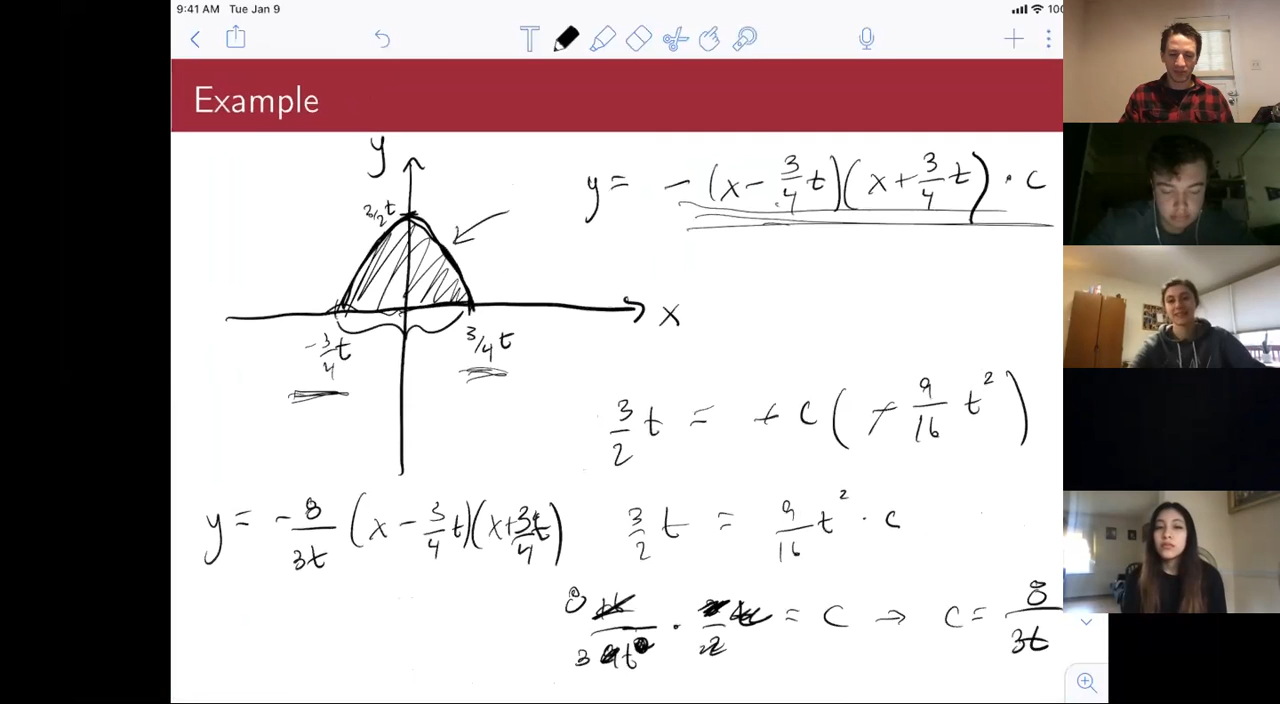 9:41 AM Tue Jan 9
100
Example
y
y = -(x - 3/4 t)(x + 3/4 t) · c
3/2 t
x
-3/4 t
3/4 t
3/2 t = + c (+ 9/16 t²)
y = -8/3t (x - 3/4 t)(x + 3t/4)
3/2 t = 9/16 t² · c
= c → c = 8/3t